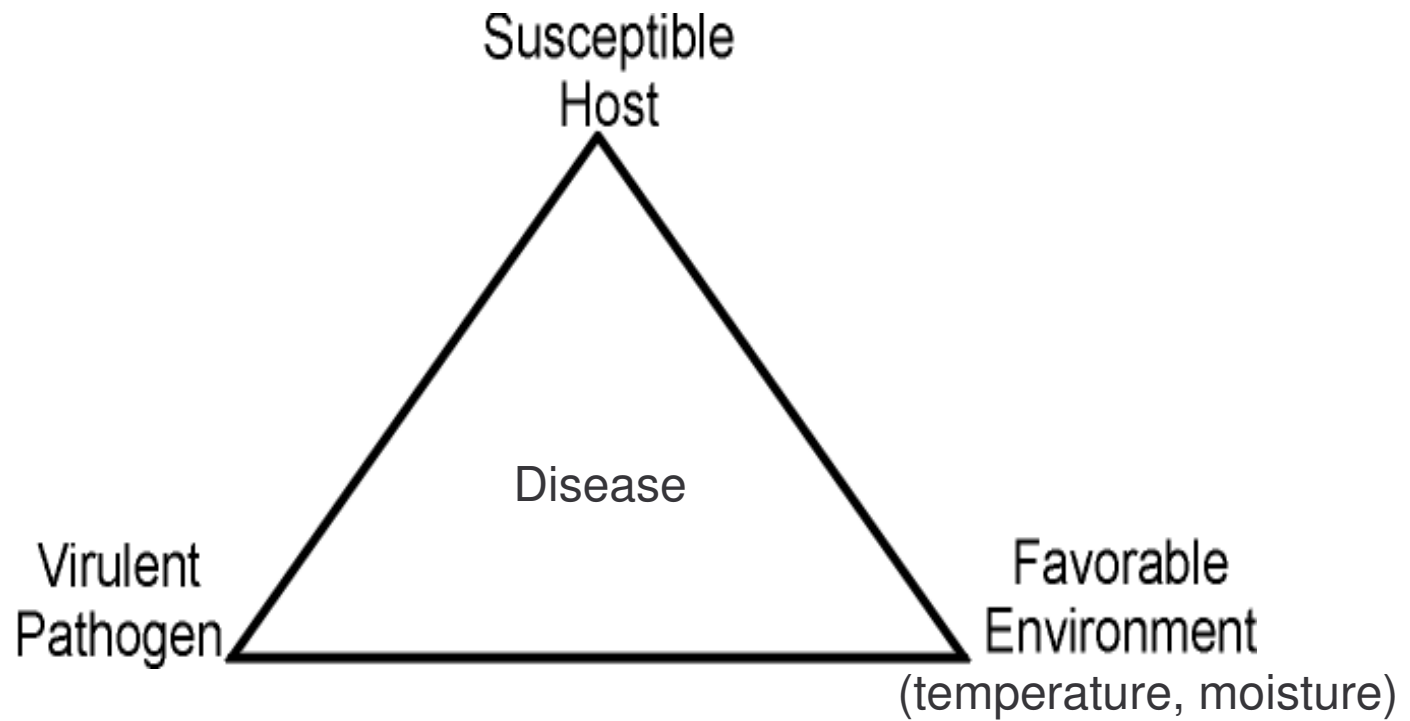 Susceptible
Host
Disease
Virulent
Pathogen
Favorable
Environment
(temperature, moisture)